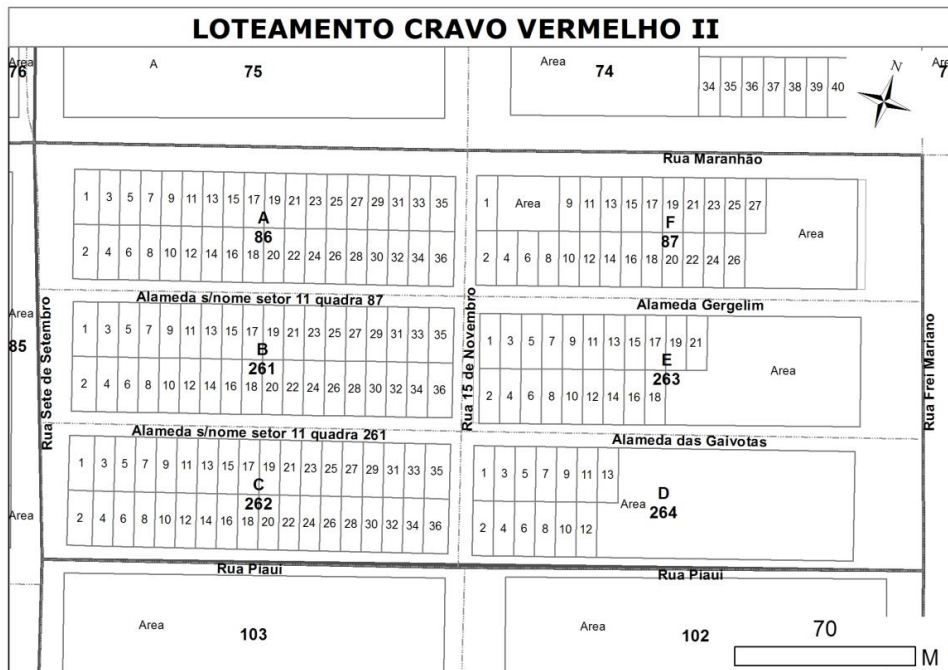 LOTEAMENTO CRAVO VERMELHO II
Area
76
A
75
Area
74
34 35 36 37 38 39 40
N
Are
7
Rua Maranhão
1 3 5 7 9 11 13 15 17 19 21 23 25 27 29 31 33 35
A
86
2 4 6 8 10 12 14 16 18 20 22 24 26 28 30 32 34 36
1 Area 9 11 13 15 17 19 21 23 25 27
F
87
Area
2 4 6 8 10 12 14 16 18 20 22 24 26
Alameda s/nome setor 11 quadra 87
Alameda Gergelim
Area
85
Rua Sete de Setembro
1 3 5 7 9 11 13 15 17 19 21 23 25 27 29 31 33 35
B
261
2 4 6 8 10 12 14 16 18 20 22 24 26 28 30 32 34 36
Rua 15 de Novembro
1 3 5 7 9 11 13 15 17 19 21
E
263
Area
2 4 6 8 10 12 14 16 18
Rua Frei Mariano
Alameda s/nome setor 11 quadra 261
Alameda das Gaivotas
1 3 5 7 9 11 13 15 17 19 21 23 25 27 29 31 33 35
C
262
2 4 6 8 10 12 14 16 18 20 22 24 26 28 30 32 34 36
1 3 5 7 9 11 13
Area
D
264
2 4 6 8 10 12
Area
Rua Piaui
Rua Piaui
Area
103
Area
102
70
M